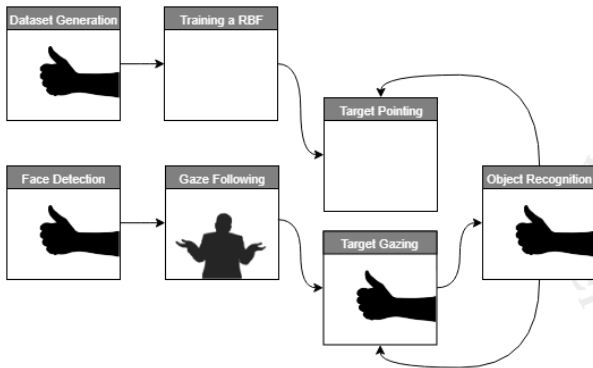 Dataset Generation
Training a RBF
Target Pointing
Face Detection
Gaze Following
Object Recognition
Target Gazing